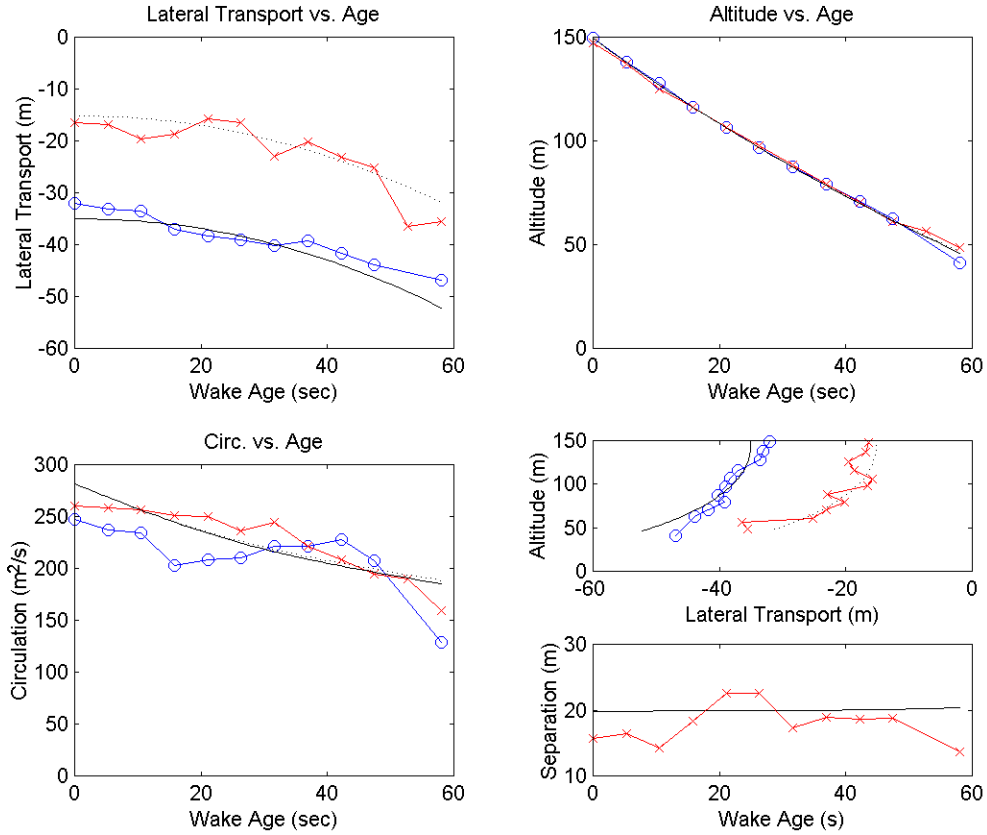 Lateral Transport vs. Age
0
-10
-20
-30
-40
-50
-60
Lateral Transport (m)
0 20 40 60
Wake Age (sec)
Altitude vs. Age
150
100
50
0
Altitude (m)
0 20 40 60
Wake Age (sec)
Circ. vs. Age
300
250
200
150
100
50
0
Circulation (m²/s)
0 20 40 60
Wake Age (sec)
150
100
50
0
Altitude (m)
-60 -40 -20 0
Lateral Transport (m)
30
20
10
Separation (m)
0 20 40 60
Wake Age (s)